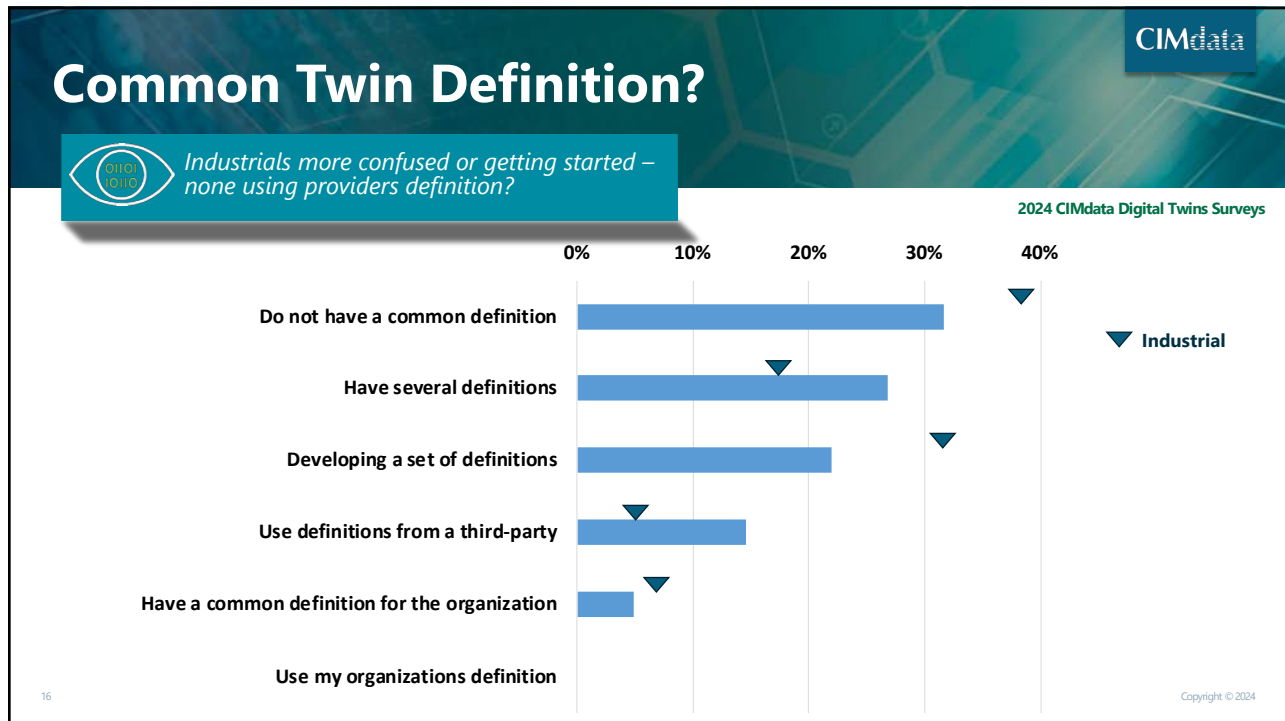 CIMdata
Common Twin Definition?
01101
10110
Industrials more confused or getting started –
none using providers definition?
2024 CIMdata Digital Twins Surveys
0% 10% 20% 30% 40%
Do not have a common definition
Industrial
Have several definitions
Developing a set of definitions
Use definitions from a third-party
Have a common definition for the organization
Use my organizations definition
16
Copyright © 2024